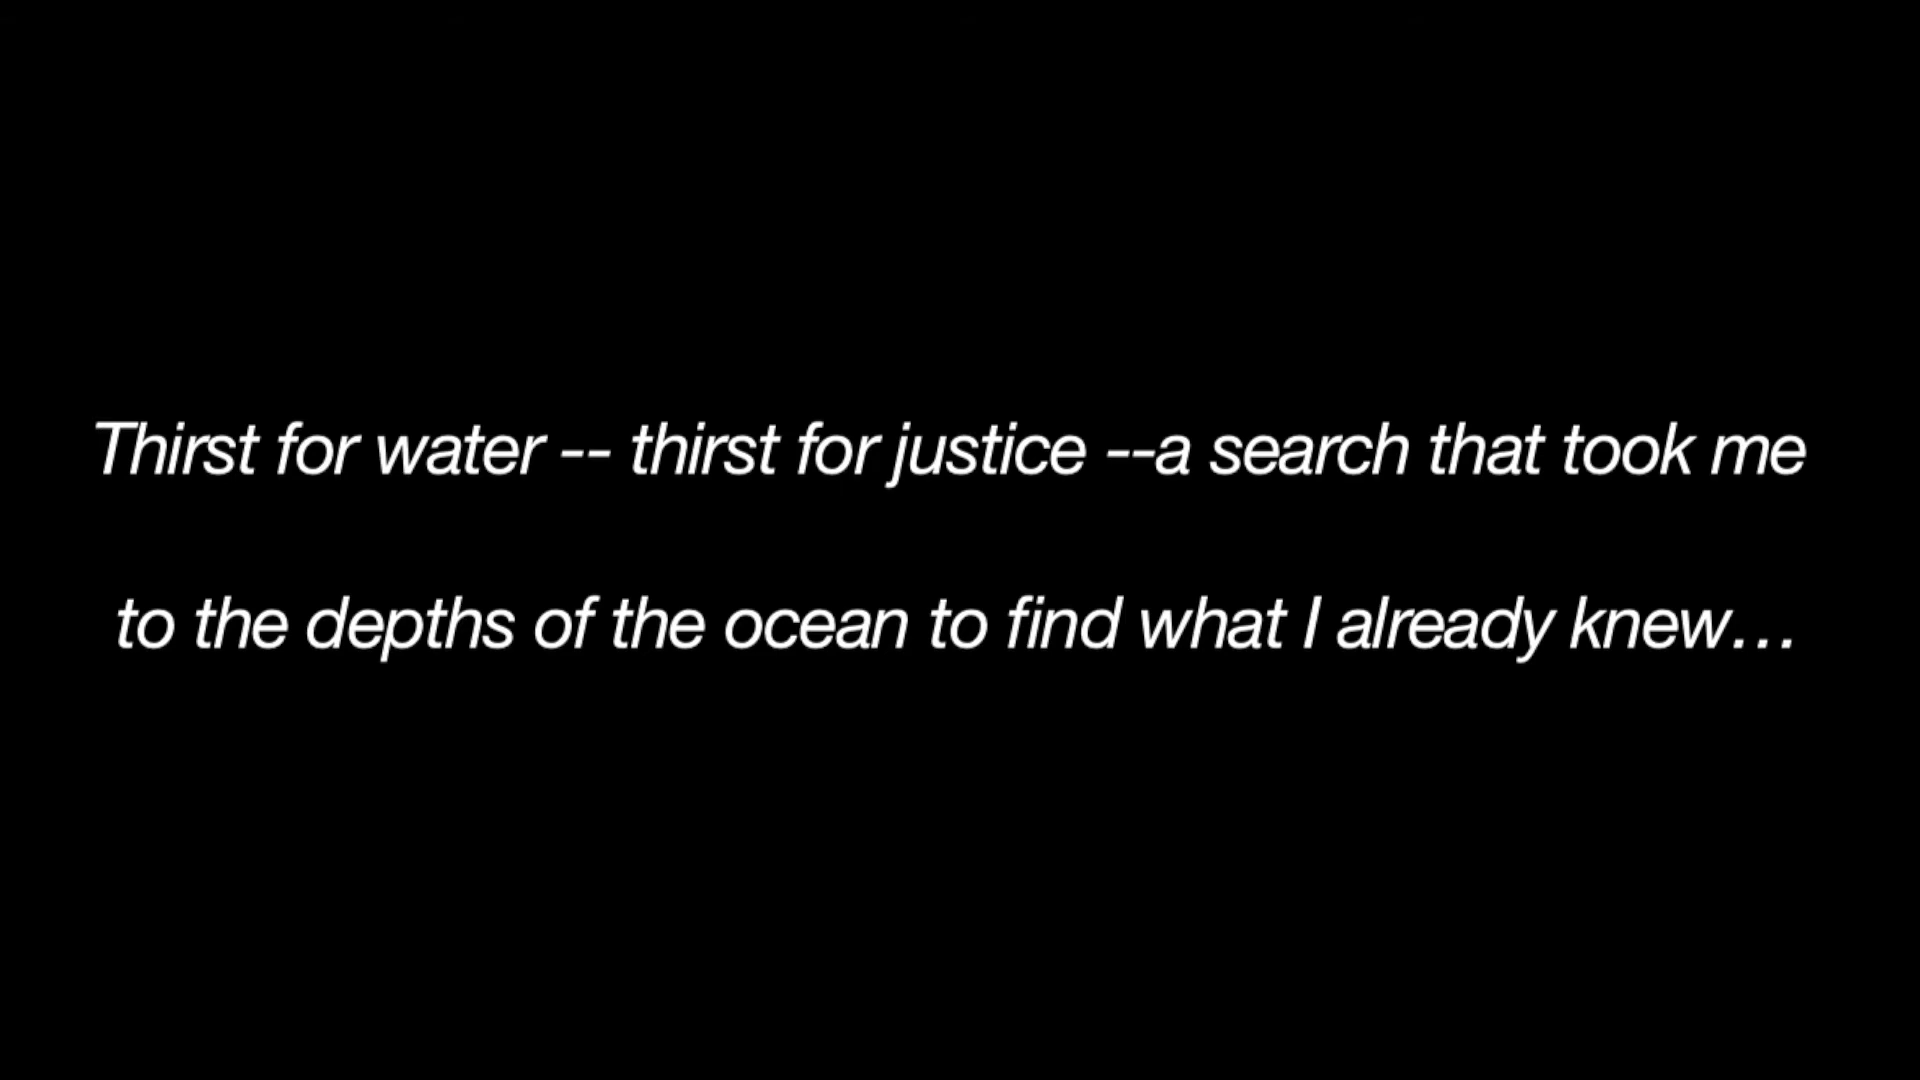 Thirst for water -- thirst for justice --a search that took me
to the depths of the ocean to find what I already knew…